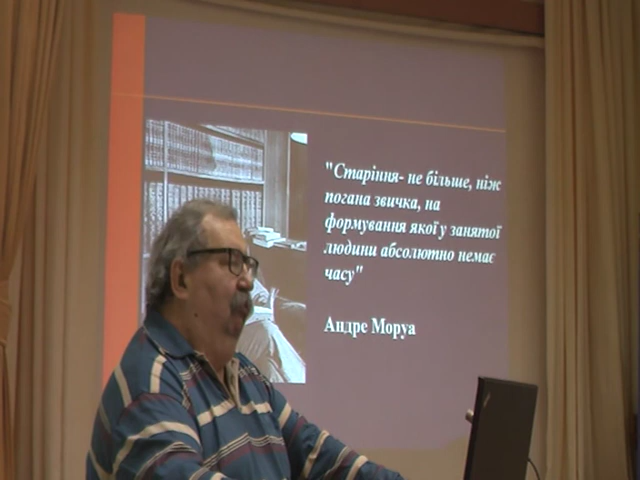 "Старіння- не більше, ніж
погана звичка, на
формування якої у занятої
людини абсолютно немає
часу"
Андре Моруа